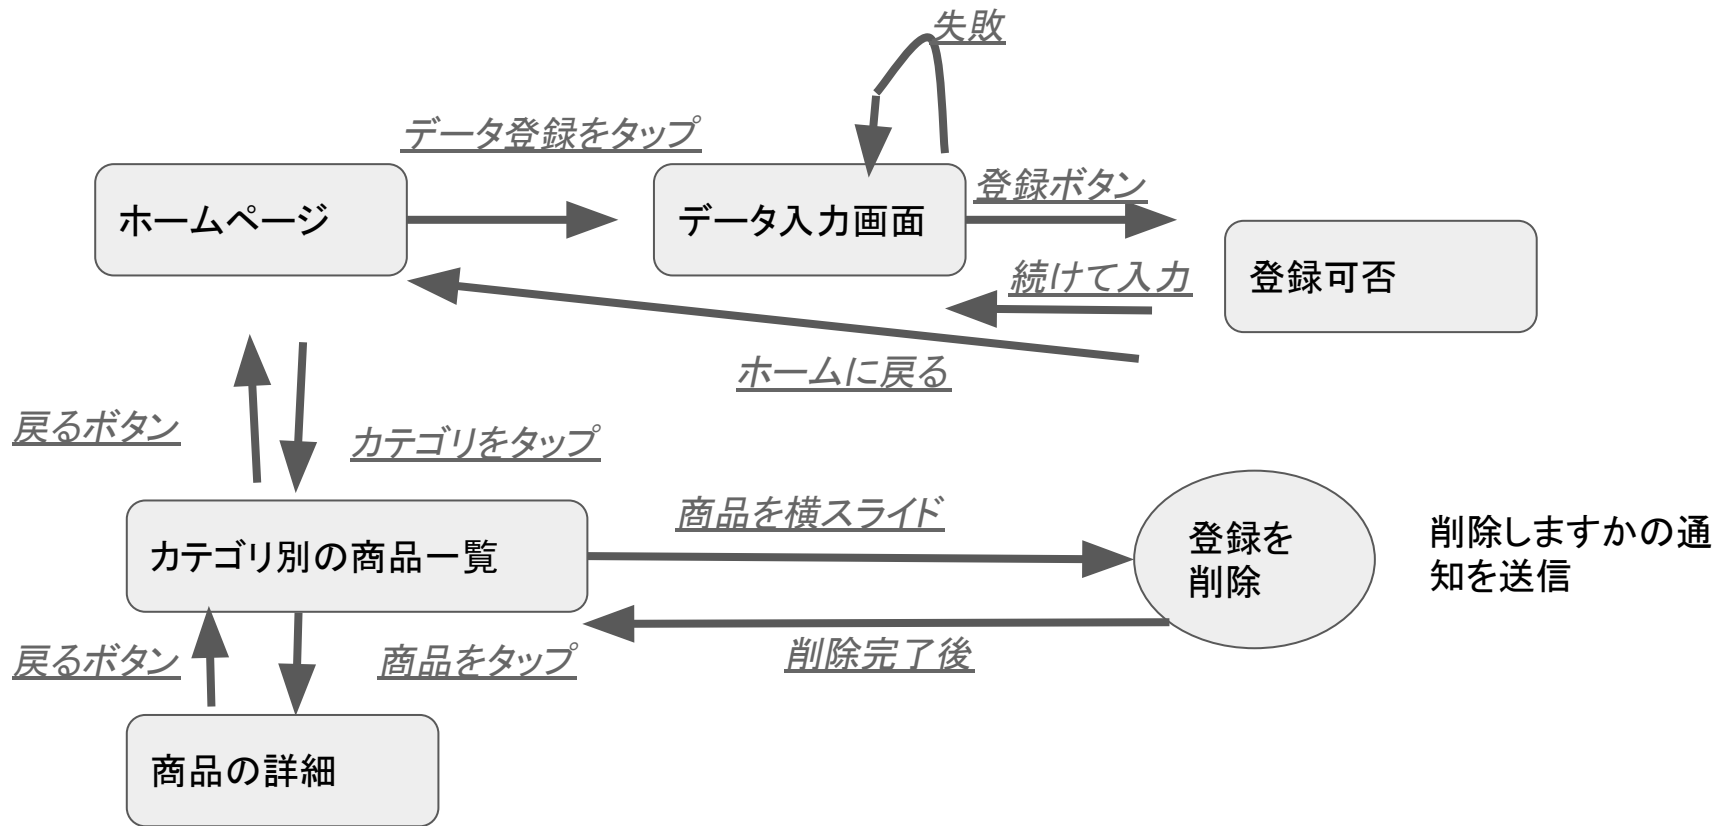 失敗
データ登録をタップ
ホームページ
データ入力画面
登録ボタン
登録可否
続けて入力
ホームに戻る
戻るボタン
カテゴリをタップ
カテゴリ別の商品一覧
商品を横スライド
登録を
削除
削除しますかの通
知を送信
戻るボタン
商品をタップ
削除完了後
商品の詳細